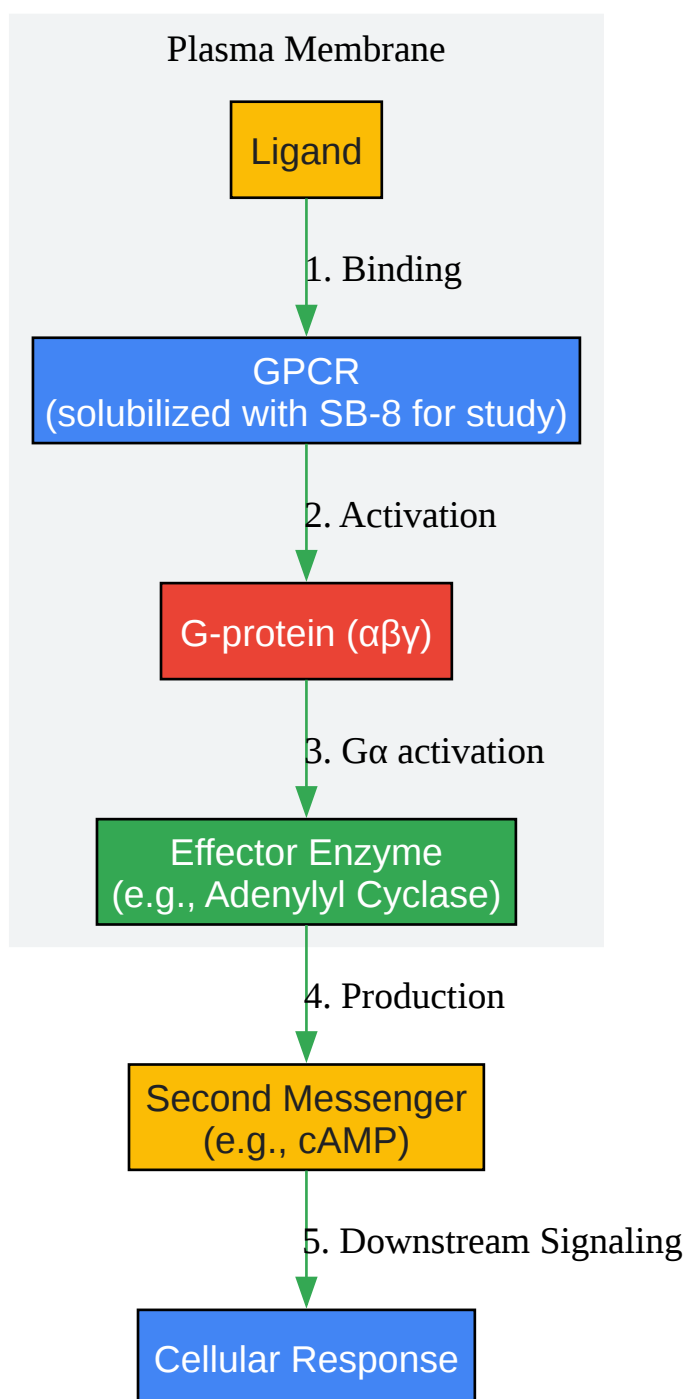 Plasma Membrane
Ligand
1. Binding
GPCR
(solubilized with SB-8 for study)
2. Activation
G-protein (αβγ)
3. Gα activation
Effector Enzyme
(e.g., Adenylyl Cyclase)
4. Production
Second Messenger
(e.g., cAMP)
5. Downstream Signaling
Cellular Response